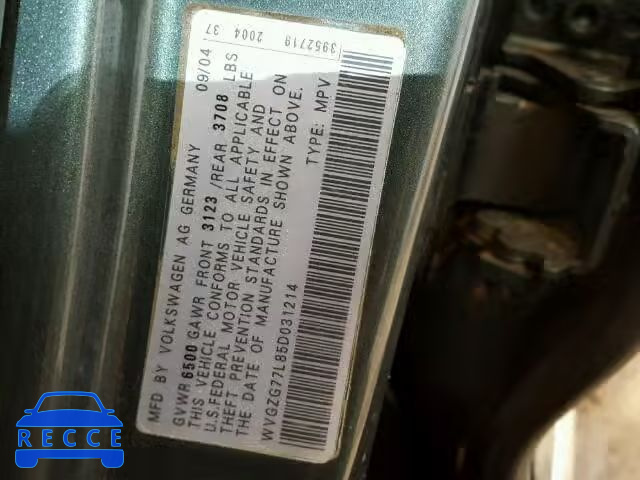 3952719 2004 37
MFD BY VOLKSWAGEN AG GERMANY 09/04
GVWR 6500 GAWR FRONT 3123 /REAR 3708 LBS
THIS VEHICLE CONFORMS TO ALL APPLICABLE
U.S.FEDERAL MOTOR VEHICLE SAFETY AND
THEFT PREVENTION STANDARDS IN EFFECT ON
THE DATE OF MANUFACTURE SHOWN ABOVE.
WVGZG77L85D031214 TYPE: MPV
RECCE